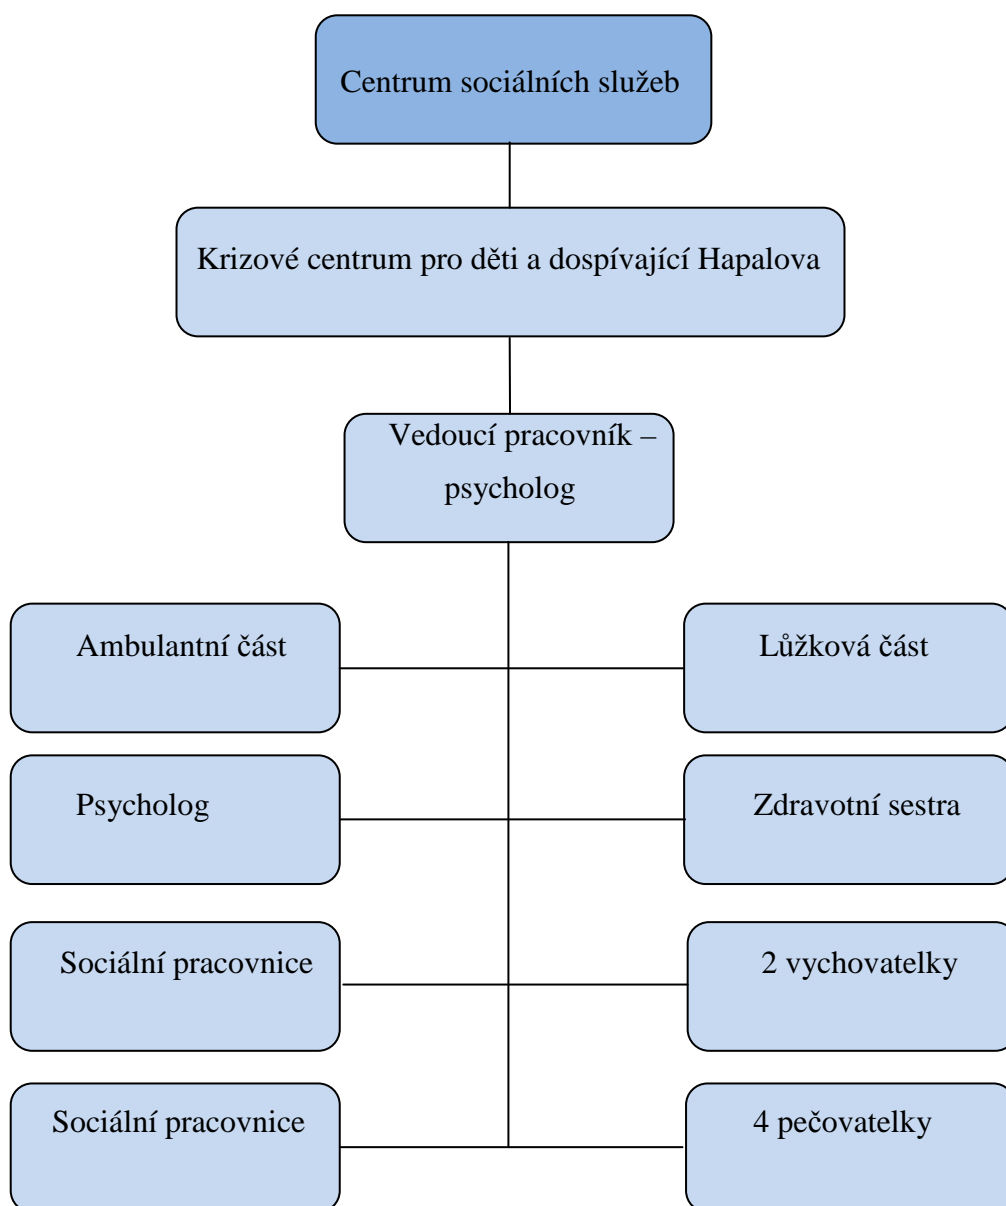 Centrum sociálních služeb
Krizové centrum pro děti a dospívající Hapalova
Vedoucí pracovník –
psycholog
Ambulantní část
Lůžková část
Psycholog
Zdravotní sestra
Sociální pracovnice
2 vychovatelky
Sociální pracovnice
4 pečovatelky